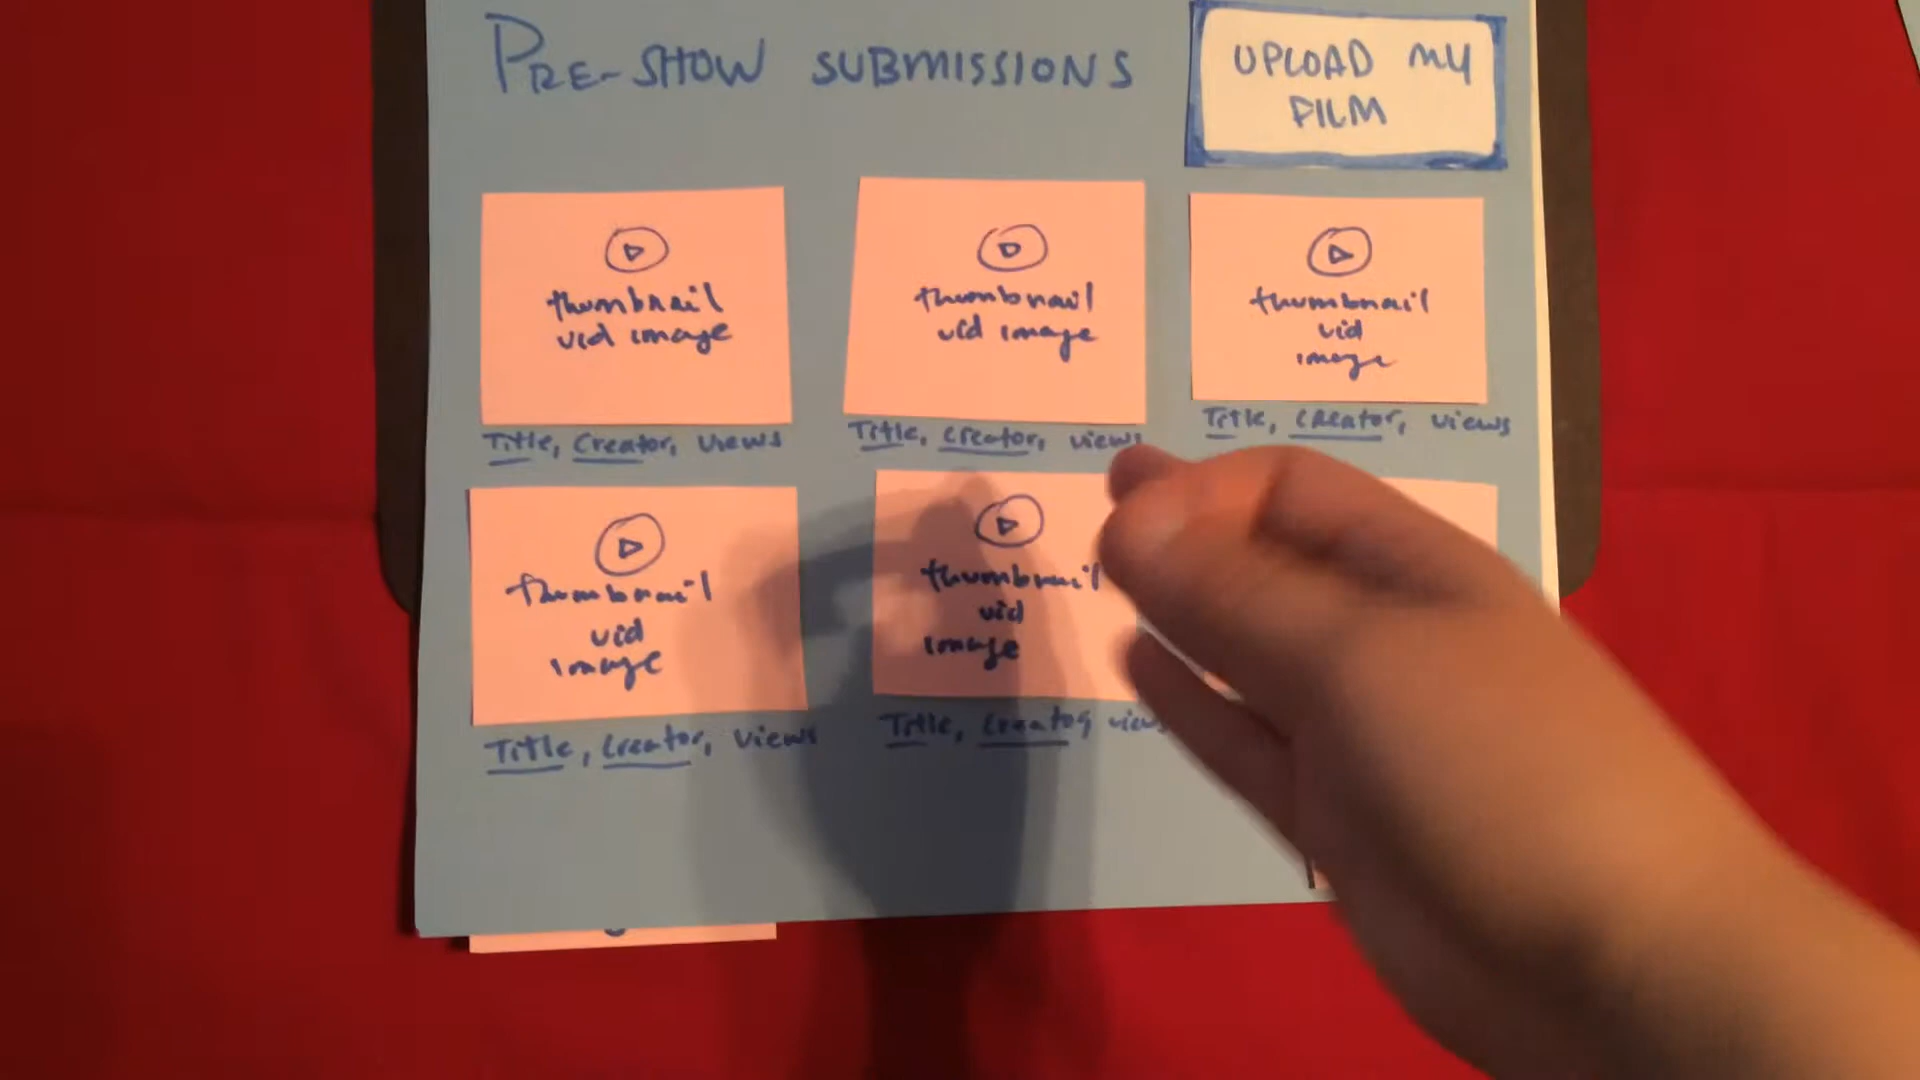 PRE-SHOW SUBMISSIONS
UPLOAD MY
FILM
thumbnail
vid image
thumbnail
vid image
thumbnail
vid
image
Title, Creator, views
Title, Creator, views
Title, Creator, views
thumbnail
vid
image
thumbnail
vid
image
Title, Creator, views
Title, Creator, views